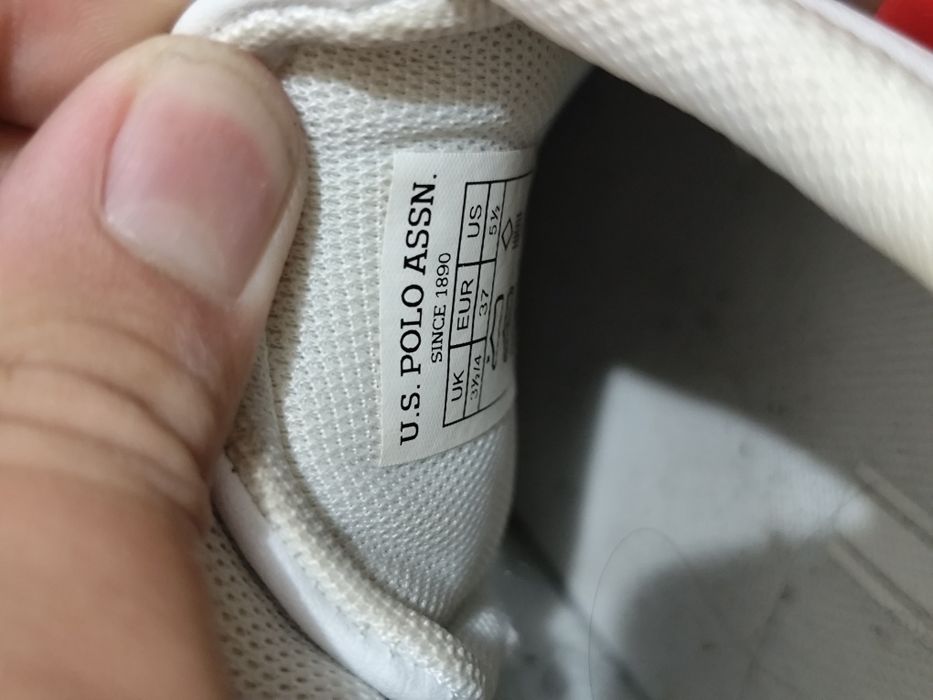 U.S. POLO ASSN.
SINCE 1890
UK EUR US
3½/4 37 5½